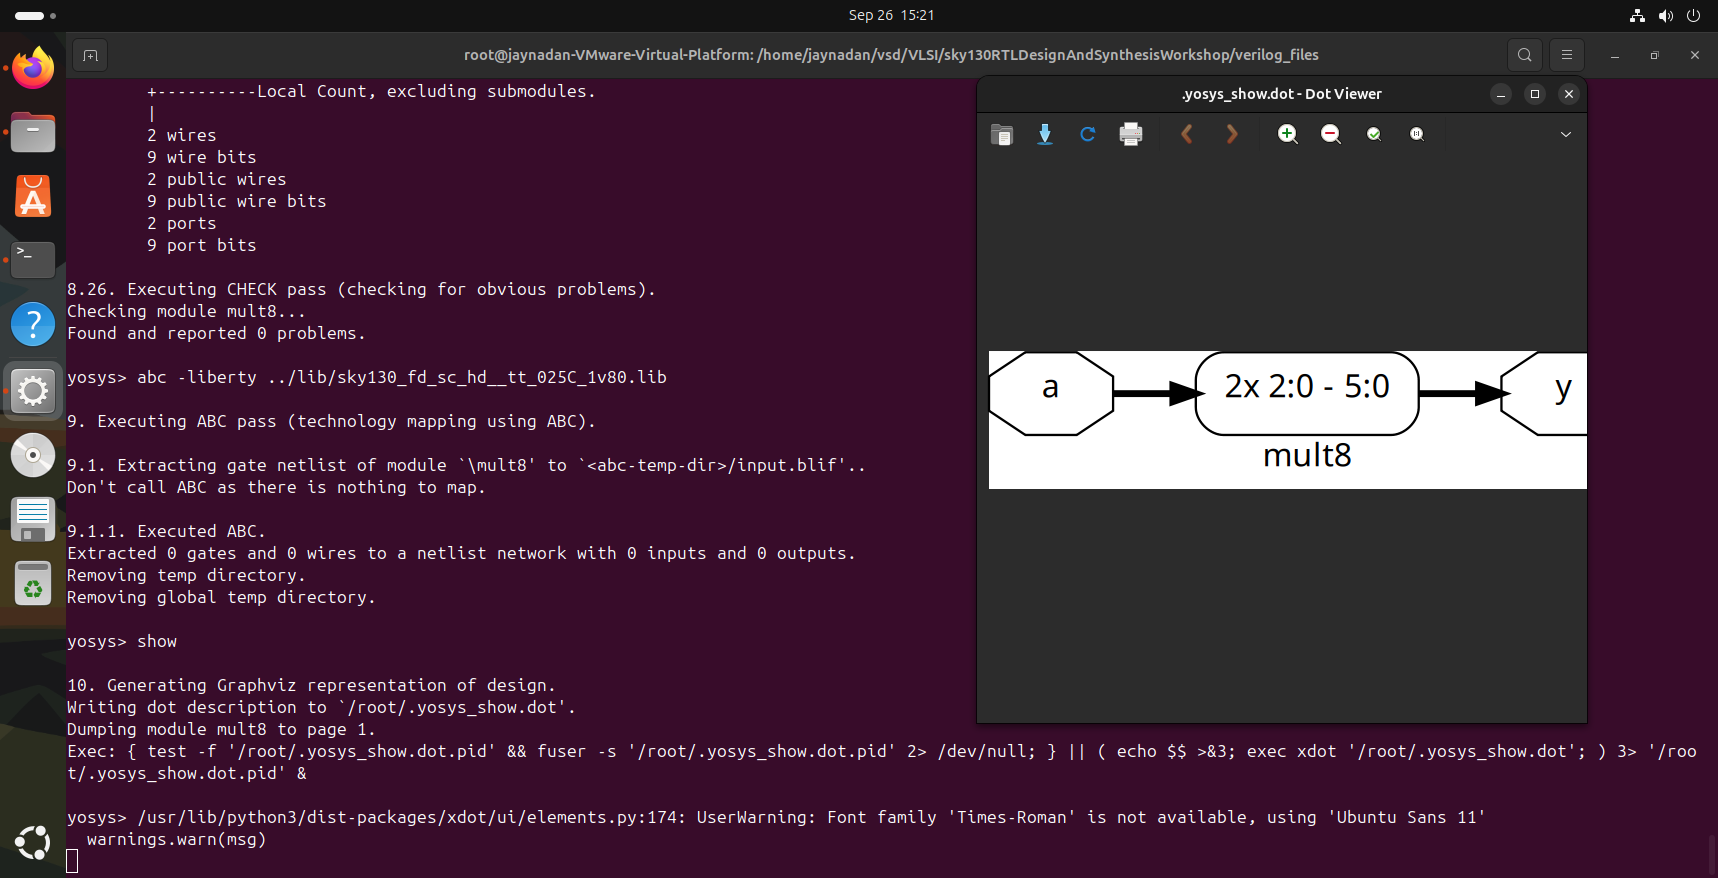 Sep 26 15:21
root@jaynadan-VMware-Virtual-Platform: /home/jaynadan/vsd/VLSI/sky130RTLDesignAndSynthesisWorkshop/verilog_files
+----------Local Count, excluding submodules.
|
2 wires
9 wire bits
2 public wires
9 public wire bits
2 ports
9 port bits
8.26. Executing CHECK pass (checking for obvious problems).
Checking module mult8...
Found and reported 0 problems.
yosys> abc -liberty ../lib/sky130_fd_sc_hd__tt_025C_1v80.lib
9. Executing ABC pass (technology mapping using ABC).
9.1. Extracting gate netlist of module `\mult8' to `<abc-temp-dir>/input.blif'..
Don't call ABC as there is nothing to map.
9.1.1. Executed ABC.
Extracted 0 gates and 0 wires to a netlist network with 0 inputs and 0 outputs.
Removing temp directory.
Removing global temp directory.
yosys> show
10. Generating Graphviz representation of design.
Writing dot description to `/root/.yosys_show.dot'.
Dumping module mult8 to page 1.
Exec: { test -f '/root/.yosys_show.dot.pid' && fuser -s '/root/.yosys_show.dot.pid' 2> /dev/null; } || ( echo $$ >&3; exec xdot '/root/.yosys_show.dot'; ) 3> '/roo
t/.yosys_show.dot.pid' &
yosys> /usr/lib/python3/dist-packages/xdot/ui/elements.py:174: UserWarning: Font family 'Times-Roman' is not available, using 'Ubuntu Sans 11'
warnings.warn(msg)
.yosys_show.dot - Dot Viewer
a
2x 2:0 - 5:0
y
mult8